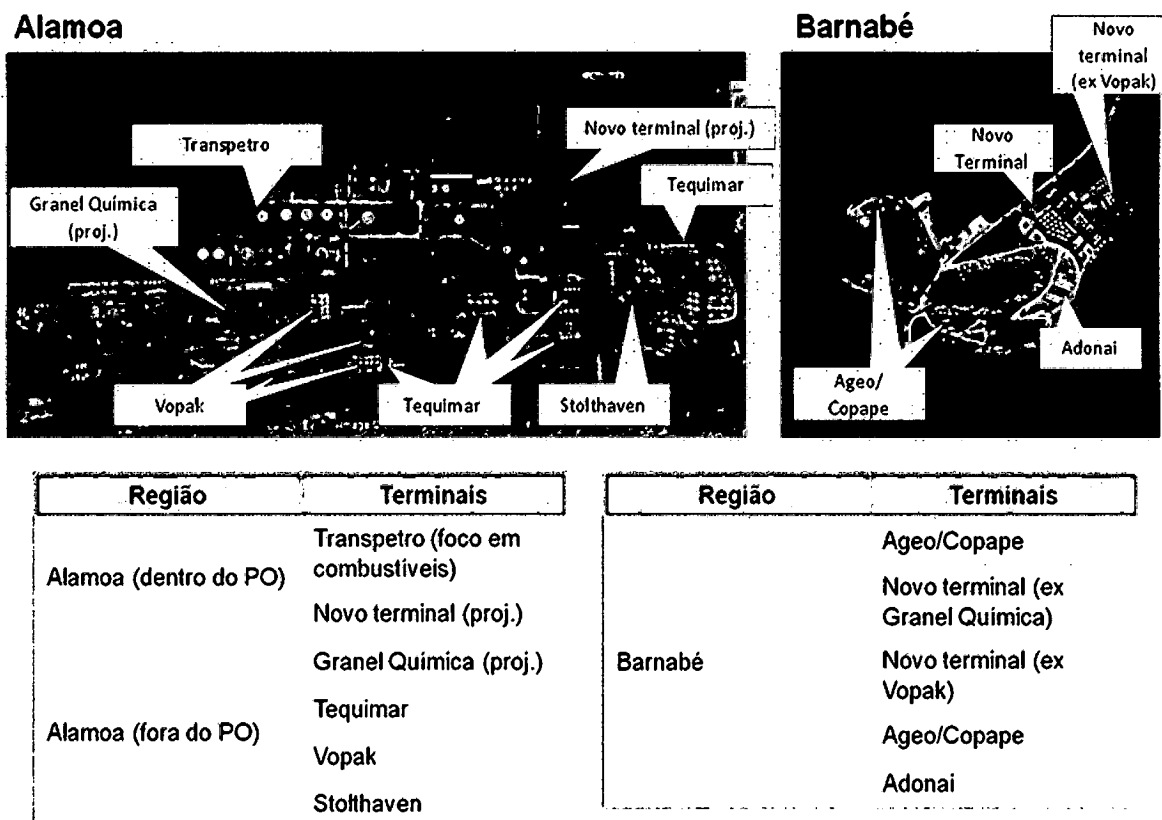 Alamoa
Transpetro
Granel Química
(proj.)
Novo terminal (proj.)
Tequimar
Vopak
Tequimar
Stolthaven
Barnabé
Novo
terminal
(ex Vopak)
Novo
Terminal
Adonai
Ageo/
Copape
Região Terminais
Alamoa (dentro do PO)
Transpetro (foco em
combustíveis)
Novo terminal (proj.)
Alamoa (fora do PO)
Granel Química (proj.)
Tequimar
Vopak
Stolthaven
Região Terminais
Barnabé
Ageo/Copape
Novo terminal (ex
Granel Química)
Novo terminal (ex
Vopak)
Ageo/Copape
Adonai